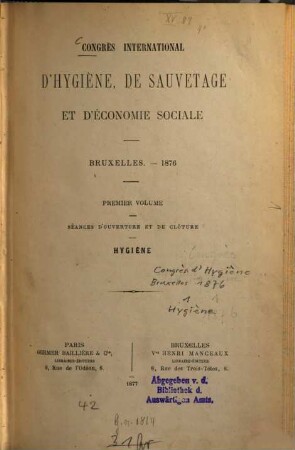 CONGRÈS INTERNATIONAL
D'HYGIÈNE, DE SAUVETAGE
ET D'ÉCONOMIE SOCIALE
BRUXELLES. — 1876
PREMIER VOLUME
SÉANCES D'OUVERTURE ET DE CLÔTURE
HYGIÈNE
Congrès d'Hygiène
Bruxelles 1876
1
Hygiène
PARIS
GERMER BAILLIÈRE & Cie,
LIBRAIRES-ÉDITEURS
8, Rue de l'Odéon, 8.
BRUXELLES
Ve HENRI MANCEAUX
LIBRAIRE-ÉDITEUR
8, Rue des Trois-Têtes, 8.
1877
Abgegeben v. d.
Bibliothek d.
Auswärtigen Amts.
42